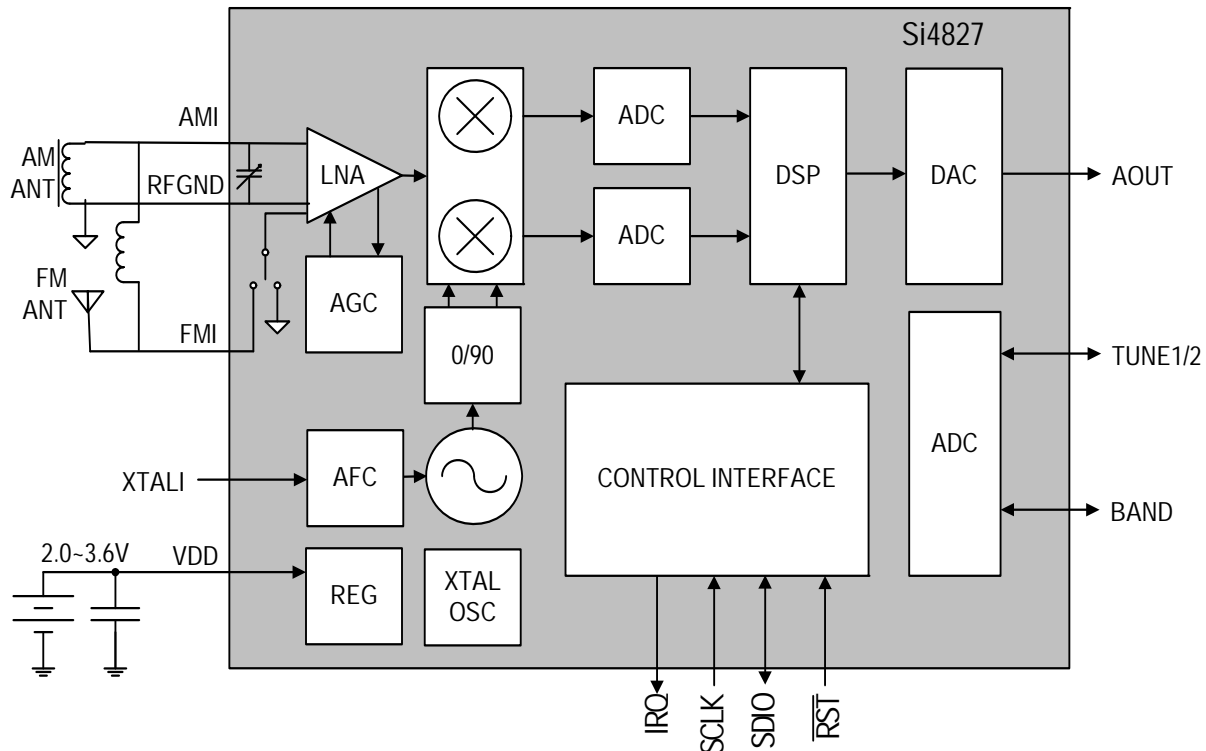 Si4827
AMI
AM
ANT
RFGND
LNA
ADC
ADC
DSP
DAC
AOUT
FM
ANT
FMI
AGC
0/90
TUNE1/2
ADC
BAND
XTALI
AFC
CONTROL INTERFACE
2.0~3.6V
VDD
REG
XTAL
OSC
IRQ
SCLK
SDIO
RST